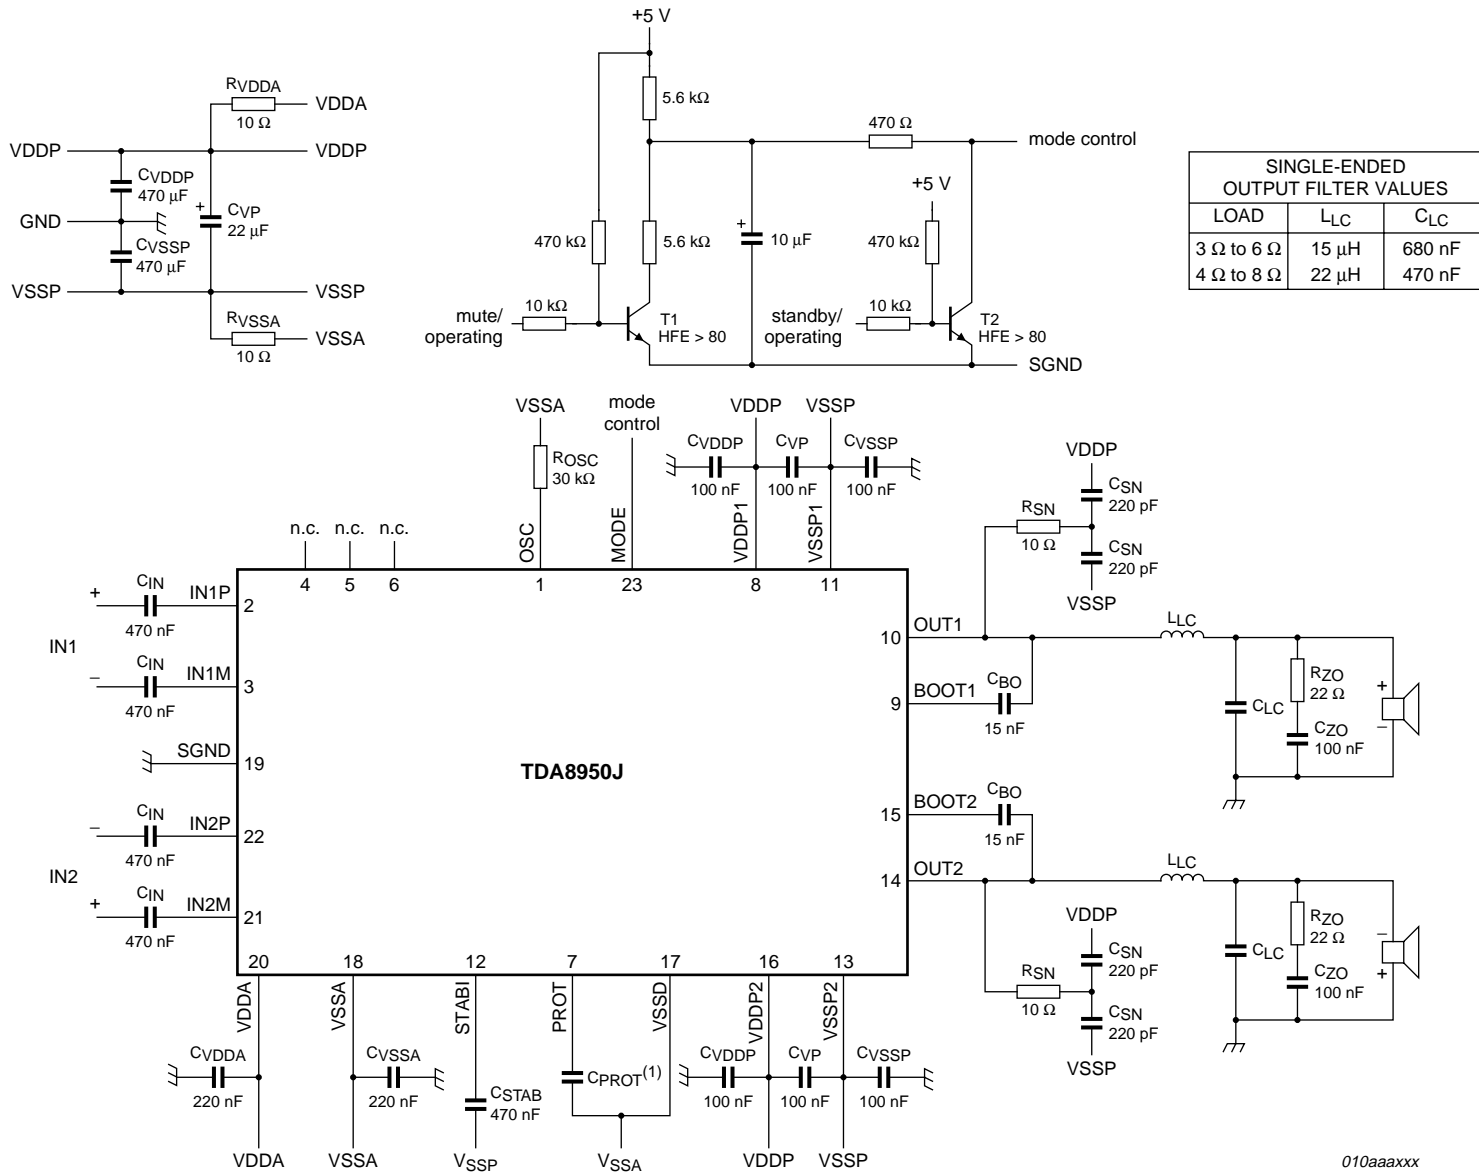 +5 V
RVDDA
10 Ω
VDDA
VDDP
VDDP
CVDDP
470 μF
GND
CVP
22 μF
+
CVSSP
470 μF
VSSP
VSSP
RVSSA
10 Ω
VSSA
5.6 kΩ
470 Ω
mode control
+5 V
470 kΩ
5.6 kΩ
+
10 μF
470 kΩ
mute/
operating
10 kΩ
T1
HFE > 80
standby/
operating
10 kΩ
T2
HFE > 80
SGND
SINGLE-ENDED
OUTPUT FILTER VALUES
LOAD LLC CLC
3 Ω to 6 Ω 15 μH 680 nF
4 Ω to 8 Ω 22 μH 470 nF
VSSA
mode
control
VDDP
VSSP
ROSC
30 kΩ
CVDDP
100 nF
CVP
100 nF
CVSSP
100 nF
n.c.
n.c.
n.c.
OSC
MODE
VDDP1
VSSP1
4
5
6
1
23
8
11
VDDP
CSN
220 pF
RSN
10 Ω
CSN
220 pF
VSSP
+
CIN
470 nF
IN1P
2
IN1
−
CIN
470 nF
IN1M
3
SGND
19
−
CIN
470 nF
IN2P
22
IN2
+
CIN
470 nF
IN2M
21
TDA8950J
10
OUT1
LLC
9
BOOT1
CBO
15 nF
CLC
RZO
22 Ω
CZO
100 nF
+
−
15
BOOT2
CBO
15 nF
14
OUT2
LLC
VDDP
CSN
220 pF
RSN
10 Ω
CSN
220 pF
VSSP
CLC
RZO
22 Ω
CZO
100 nF
−
+
20
18
12
7
17
16
13
VDDA
VSSA
STABI
PROT
VSSD
VDDP2
VSSP2
CVDDA
220 nF
CVSSA
220 nF
CSTAB
470 nF
CPROT(1)
CVDDP
100 nF
CVP
100 nF
CVSSP
100 nF
VDDA
VSSA
VSSP
VSSA
VDDP
VSSP
010aaaxxx